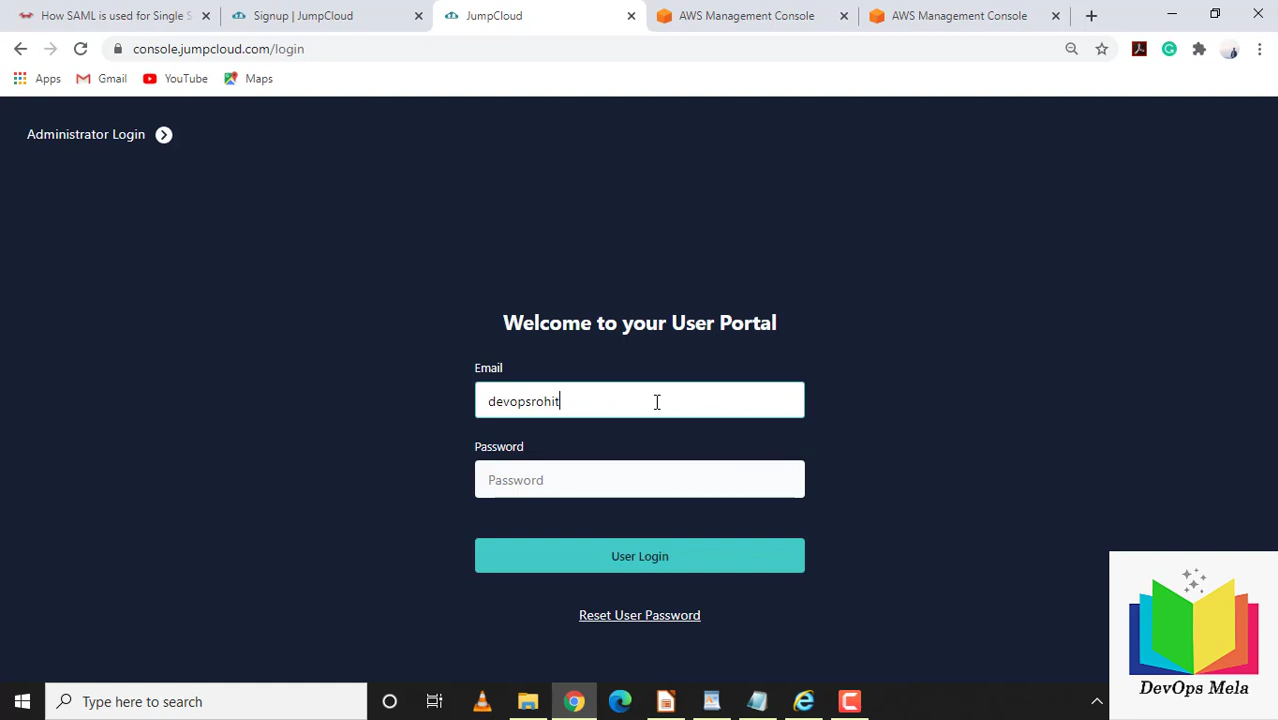 How SAML is used for Single S
Signup | JumpCloud
JumpCloud
AWS Management Console
AWS Management Console
console.jumpcloud.com/login
Apps
Gmail
YouTube
Maps
Administrator Login
Welcome to your User Portal
Email
devopsrohit
Password
Password
User Login
Reset User Password
DevOps Mela
Type here to search